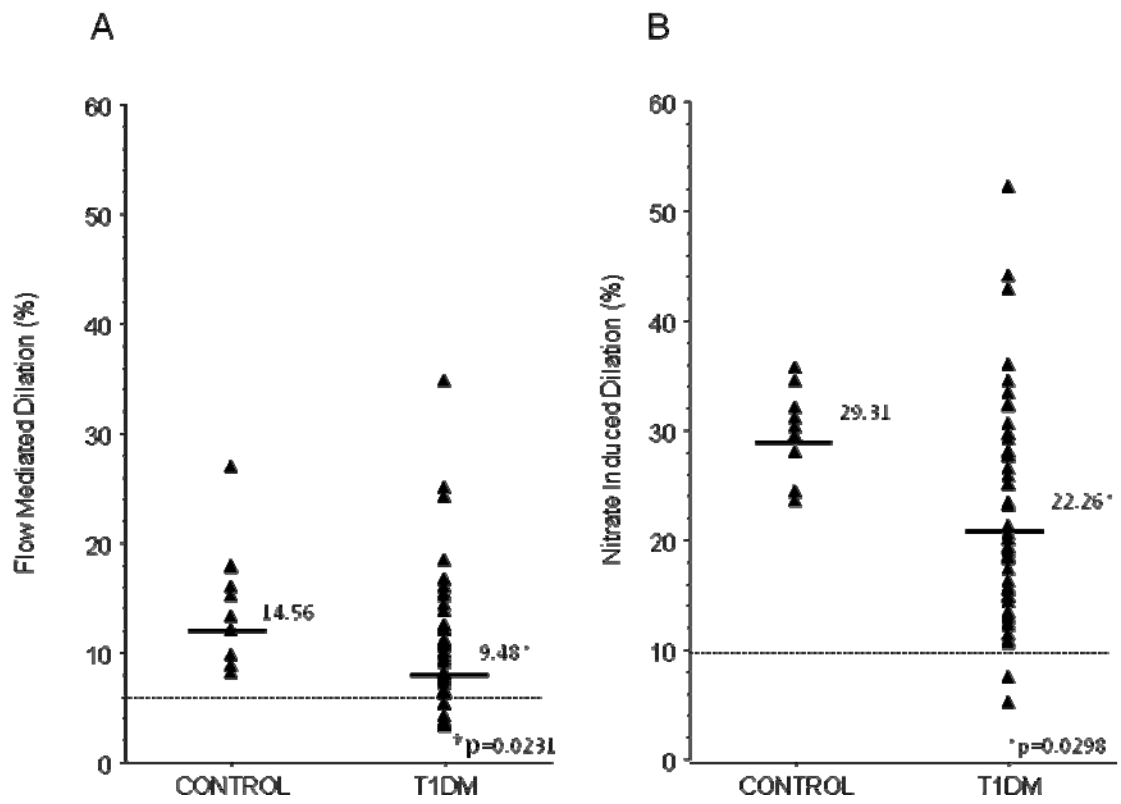 A
Flow Mediated Dilation (%)
60
50
40
30
20
10
0
14.56
9.48*
*p=0.0231
CONTROL
T1DM
B
Nitrate Induced Dilation (%)
60
50
40
30
20
10
0
29.31
22.26*
*p=0.0298
CONTROL
T1DM